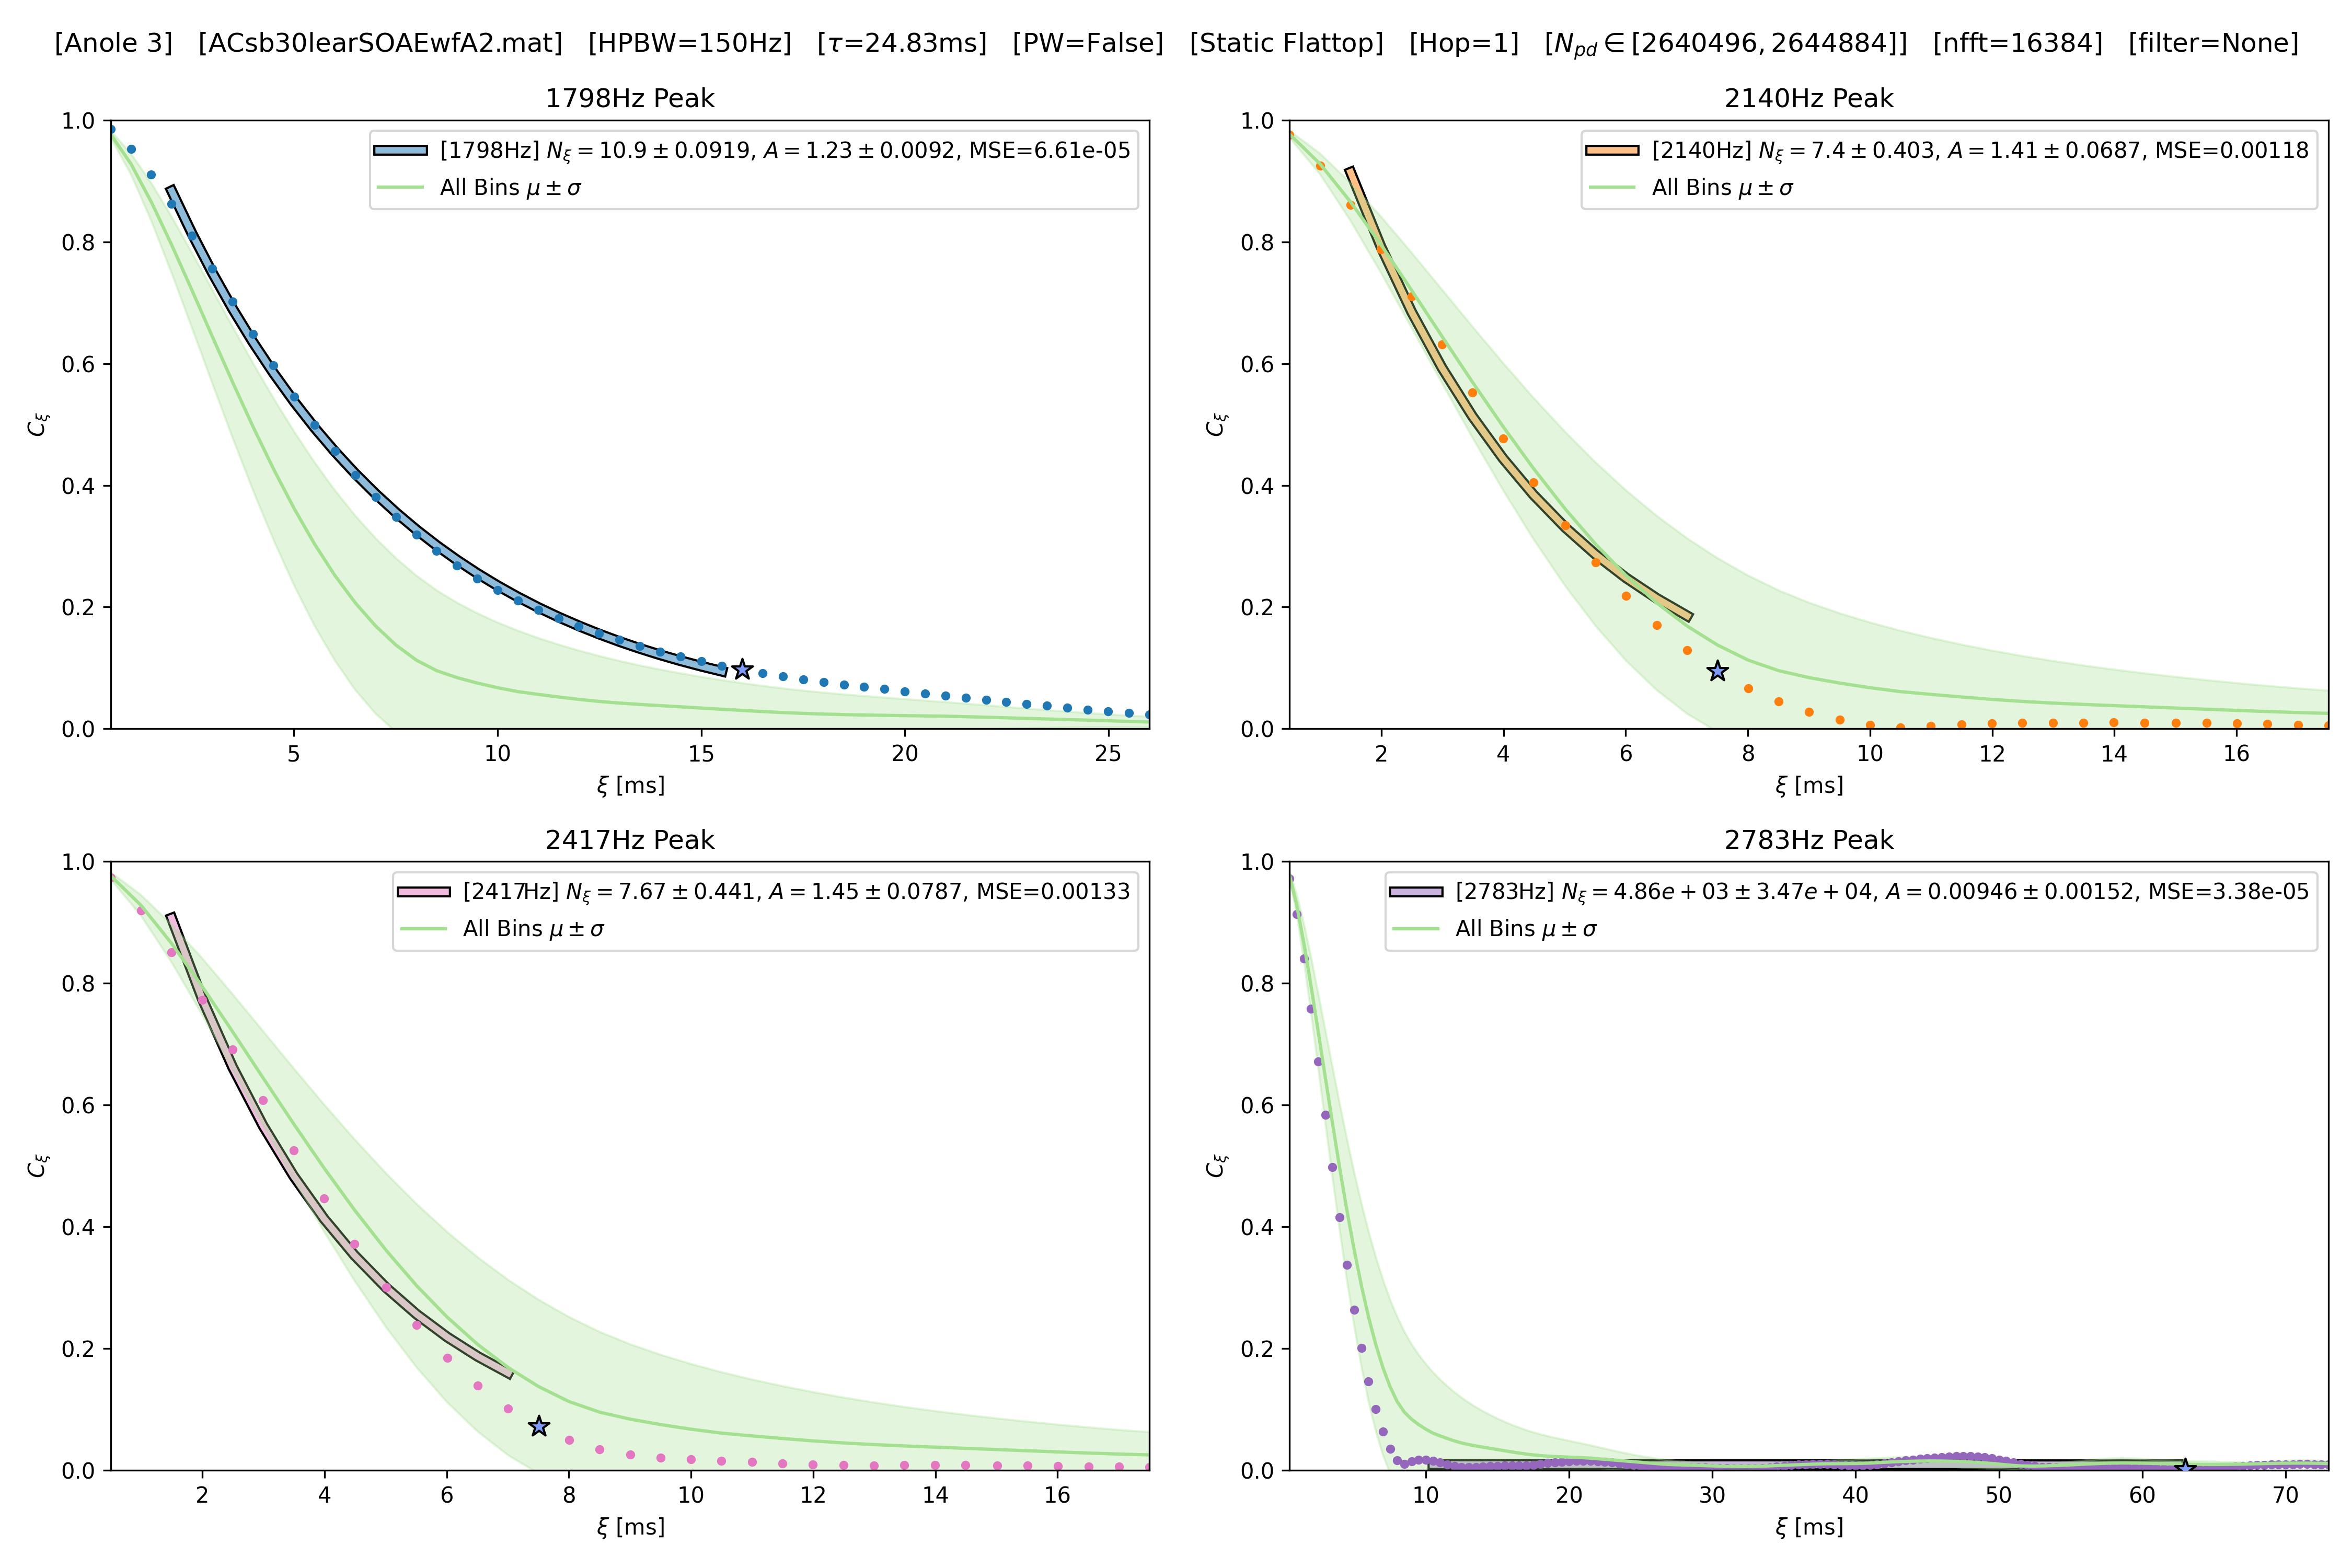 [Anole 3] [ACsb30learSOAEwfA2.mat] [HPBW=150Hz] [τ=24.83ms] [PW=False] [Static Flattop] [Hop=1] [N_pd ∈ [2640496, 2644884]] [nfft=16384] [filter=None]
1798Hz Peak
[1798Hz] N_ξ = 10.9 ± 0.0919, A = 1.23 ± 0.0092, MSE=6.61e-05
All Bins μ ± σ
1.0
0.8
0.6
0.4
0.2
0.0
C_ξ
5 10 15 20 25
ξ [ms]
2140Hz Peak
[2140Hz] N_ξ = 7.4 ± 0.403, A = 1.41 ± 0.0687, MSE=0.00118
All Bins μ ± σ
1.0
0.8
0.6
0.4
0.2
0.0
C_ξ
2 4 6 8 10 12 14 16
ξ [ms]
2417Hz Peak
[2417Hz] N_ξ = 7.67 ± 0.441, A = 1.45 ± 0.0787, MSE=0.00133
All Bins μ ± σ
1.0
0.8
0.6
0.4
0.2
0.0
C_ξ
2 4 6 8 10 12 14 16
ξ [ms]
2783Hz Peak
[2783Hz] N_ξ = 4.86e + 03 ± 3.47e + 04, A = 0.00946 ± 0.00152, MSE=3.38e-05
All Bins μ ± σ
1.0
0.8
0.6
0.4
0.2
0.0
C_ξ
10 20 30 40 50 60 70
ξ [ms]